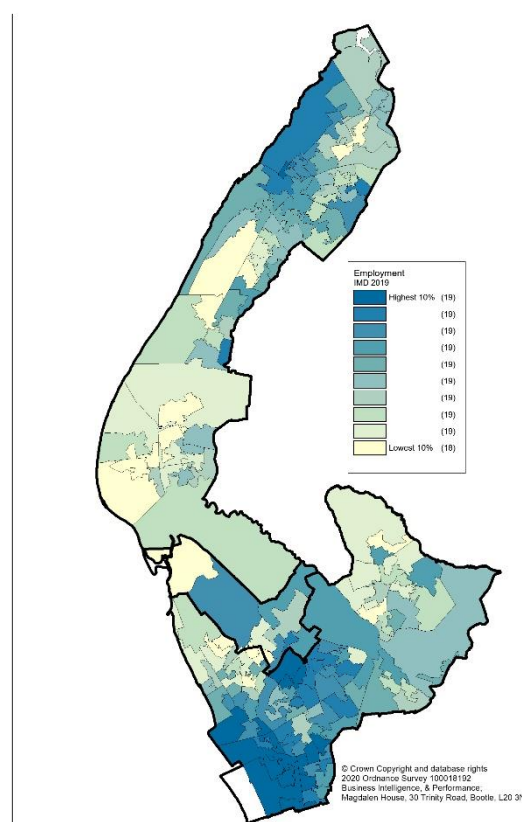 Employment
IMD 2019
Highest 10% (19)
(19)
(19)
(19)
(19)
(19)
(19)
(19)
(19)
Lowest 10% (18)
© Crown Copyright and database rights
2020 Ordnance Survey 100018192
Business Intelligence, & Performance,
Magdalen House, 30 Trinity Road, Bootle, L20 3